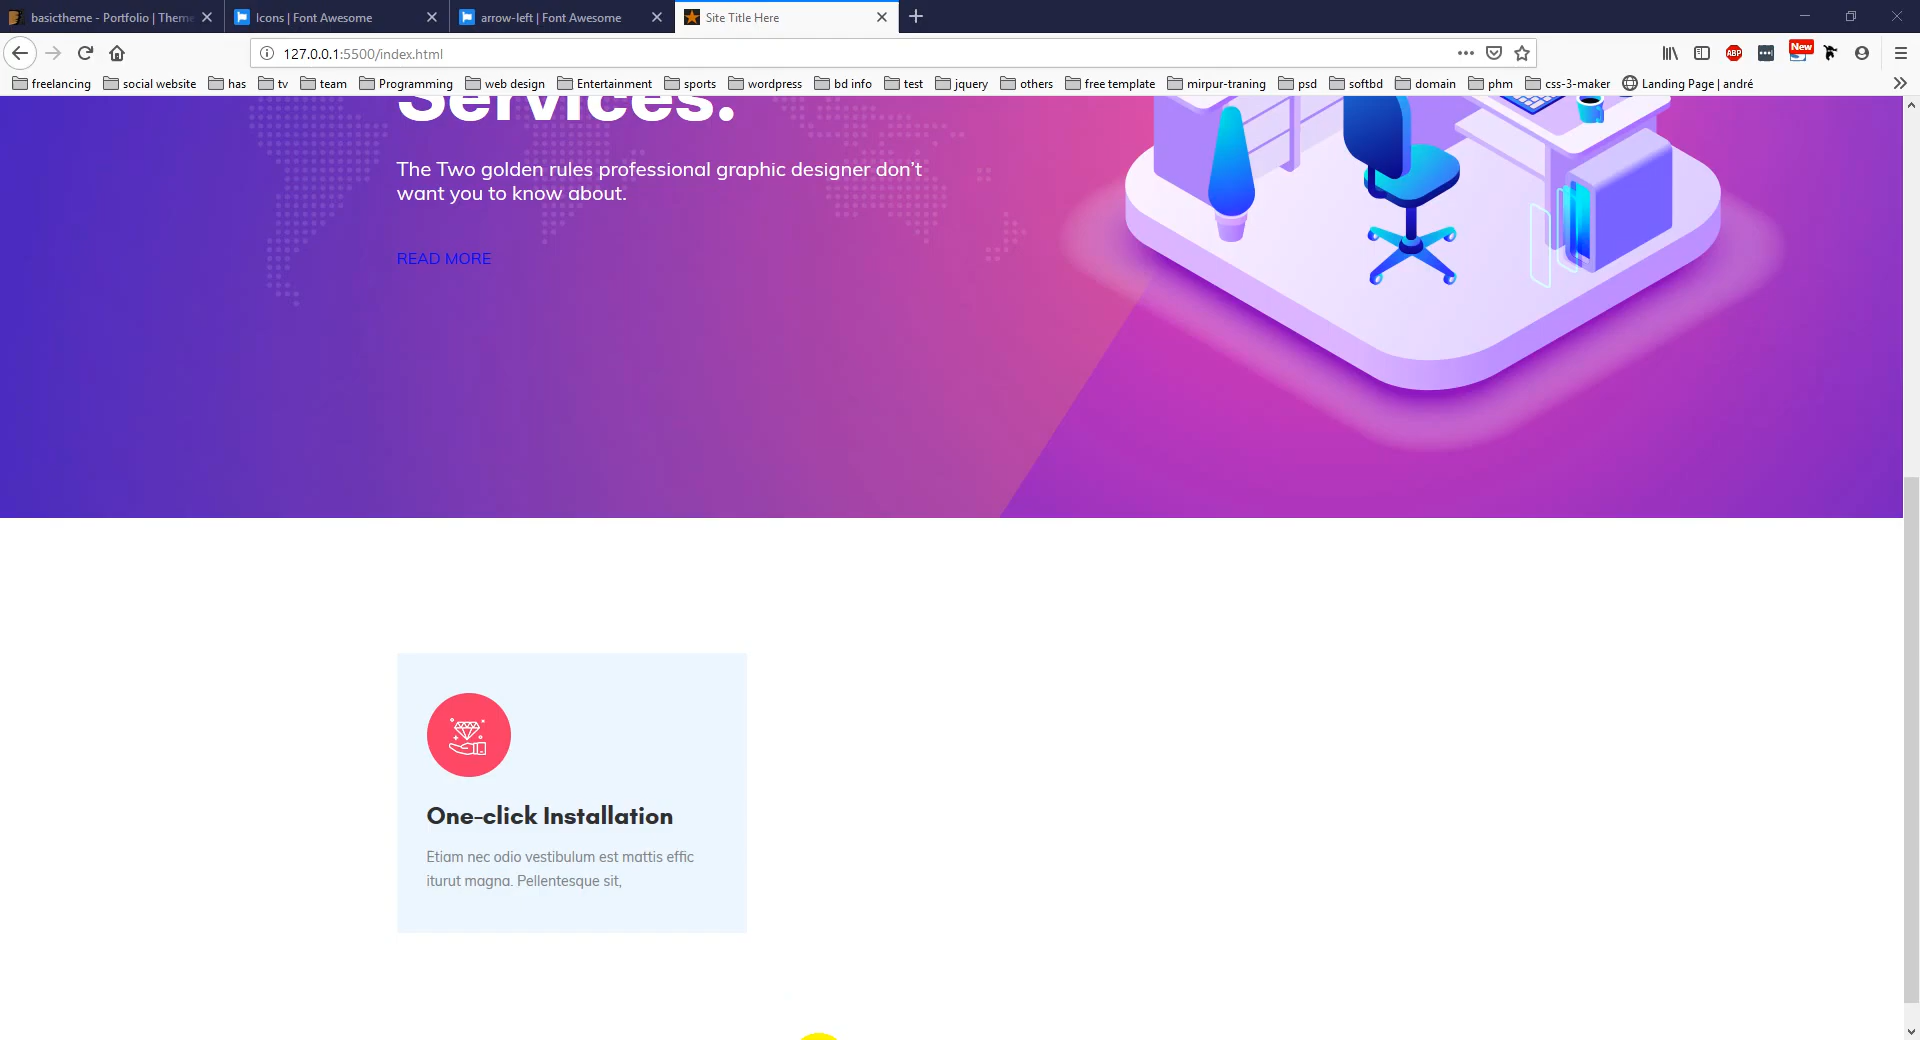 basictheme - Portfolio | Theme
Icons | Font Awesome
arrow-left | Font Awesome
Site Title Here
127.0.0.1:5500/index.html
ABP
New
freelancing
social website
has
tv
team
Programming
web design
Entertainment
sports
wordpress
bd info
test
jquery
others
free template
mirpur-traning
psd
softbd
domain
phm
css-3-maker
Landing Page | andré
Services.
The Two golden rules professional graphic designer don’t
want you to know about.
READ MORE
One-click Installation
Etiam nec odio vestibulum est mattis effic
iturut magna. Pellentesque sit,